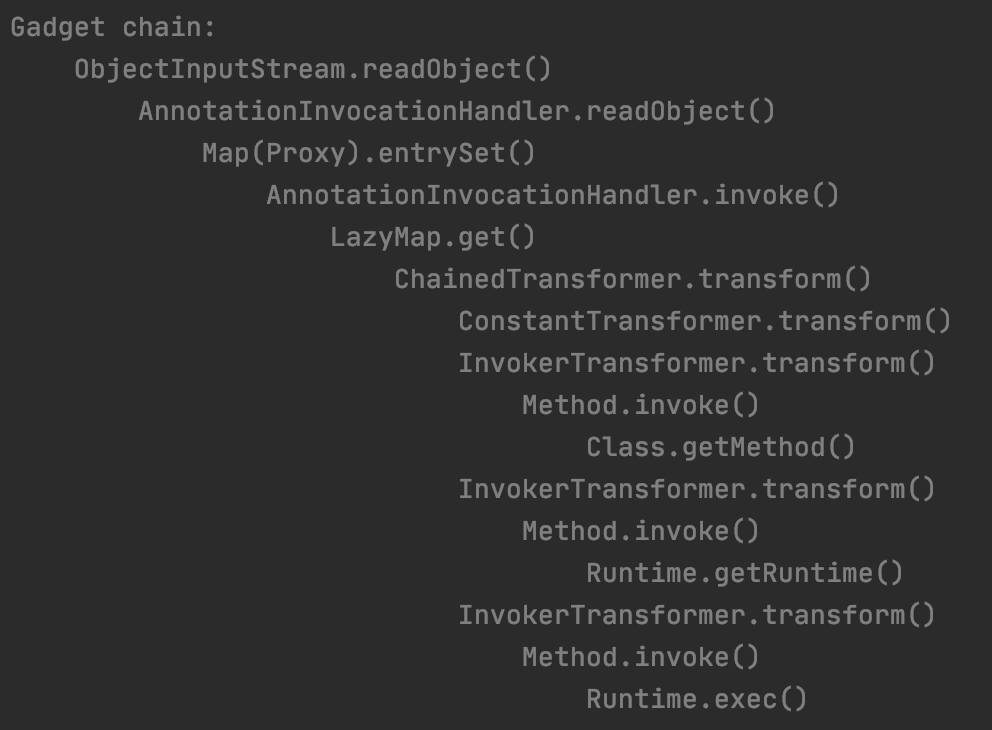 Gadget chain:
    ObjectInputStream.readObject()
        AnnotationInvocationHandler.readObject()
            Map(Proxy).entrySet()
                AnnotationInvocationHandler.invoke()
                    LazyMap.get()
                        ChainedTransformer.transform()
                            ConstantTransformer.transform()
                            InvokerTransformer.transform()
                                Method.invoke()
                                    Class.getMethod()
                            InvokerTransformer.transform()
                                Method.invoke()
                                    Runtime.getRuntime()
                            InvokerTransformer.transform()
                                Method.invoke()
                                    Runtime.exec()